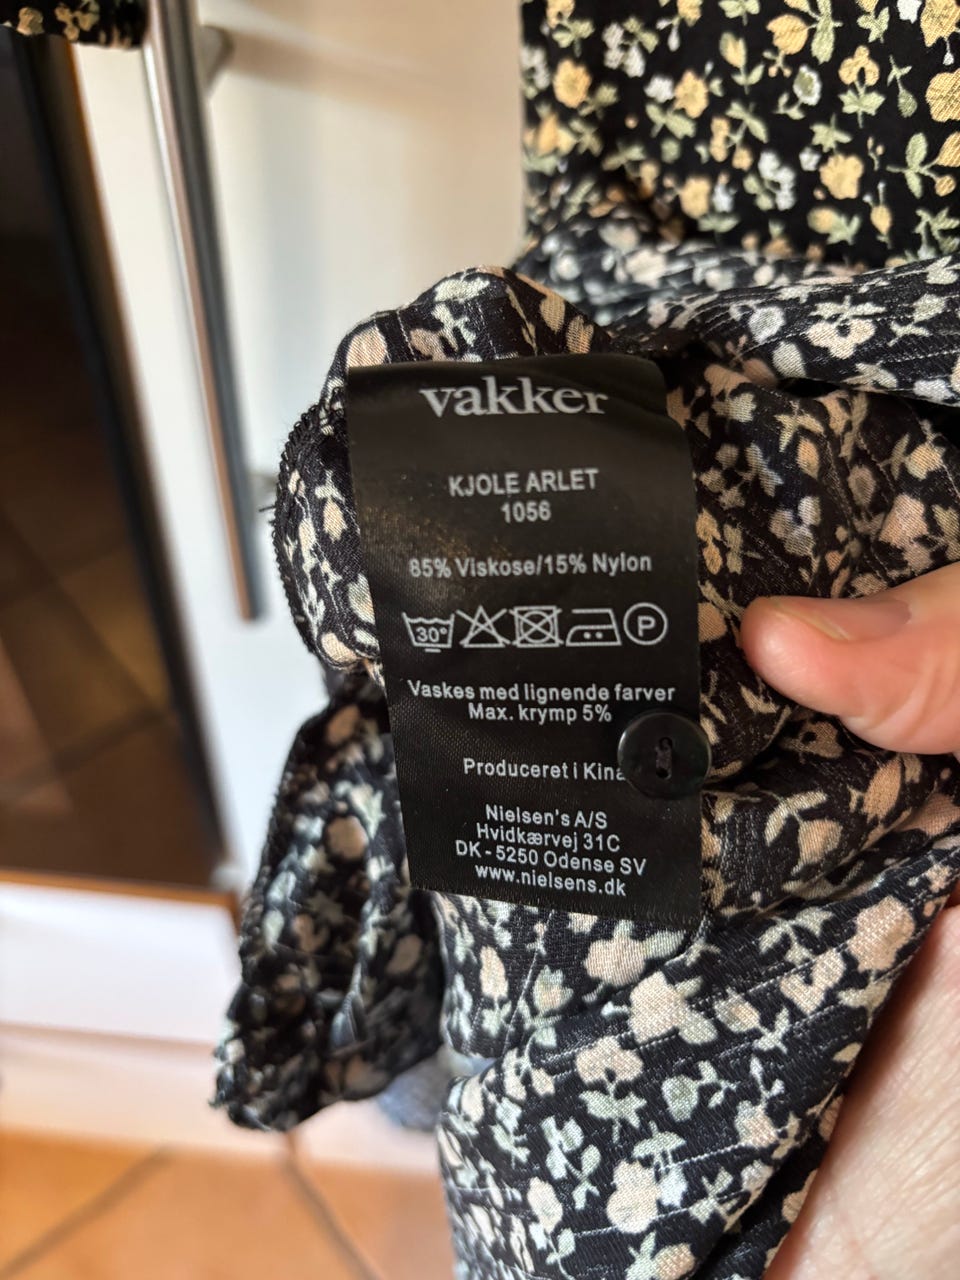 vakker
KJOLE ARLET
1056
85% Viskose/15% Nylon
30°
P
Vaskes med lignende farver
Max. krymp 5%
Produceret i Kina
Nielsen's A/S
Hvidkærvej 31C
DK - 5250 Odense SV
www.nielsens.dk